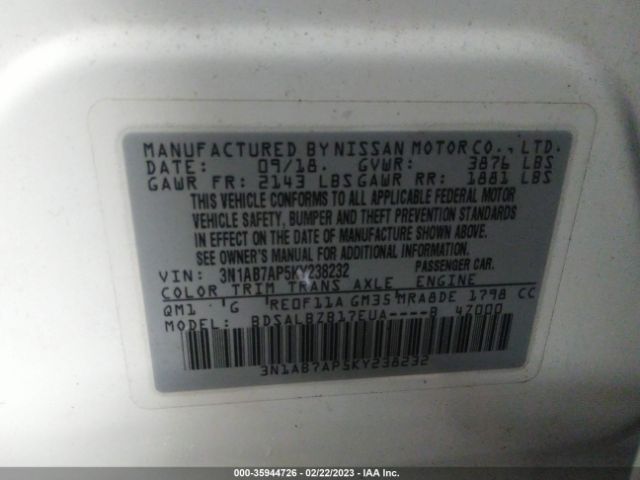 MANUFACTURED BY NISSAN MOTOR CO., LTD.
DATE: 09/18. GVWR: 3876 LBS
GAWR FR: 2143 LBS GAWR RR: 1881 LBS
THIS VEHICLE CONFORMS TO ALL APPLICABLE FEDERAL MOTOR
VEHICLE SAFETY, BUMPER AND THEFT PREVENTION STANDARDS
IN EFFECT ON THE DATE OF MANUFACTURE SHOWN ABOVE.
SEE OWNER'S MANUAL FOR ADDITIONAL INFORMATION.
VIN: 3N1AB7AP5KY238232 PASSENGER CAR.
COLOR TRIM TRANS AXLE ENGINE
QM1 G RE0F11A GM35 MRA8DE 1798 CC
MODEL: BDSALBZB17EUA----B 47000
3N1AB7AP5KY238232
000-35944726 - 02/22/2023 - IAA Inc.